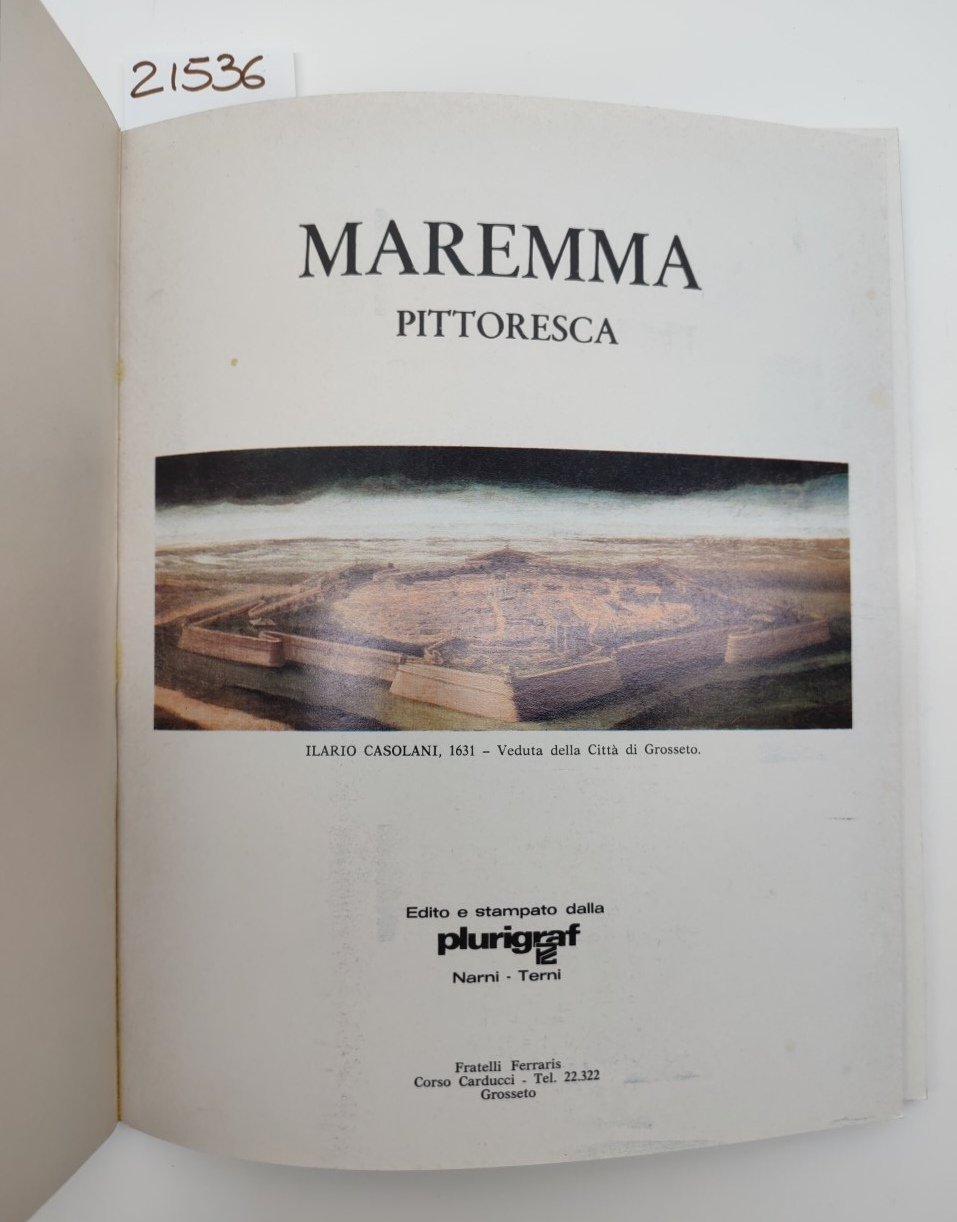 21536
MAREMMA
PITTORESCA
ILARIO CASOLANI, 1631 – Veduta della Città di Grosseto.
Edito e stampato dalla
plurigraf
Narni - Terni
Fratelli Ferraris
Corso Carducci - Tel. 22.322
Grosseto